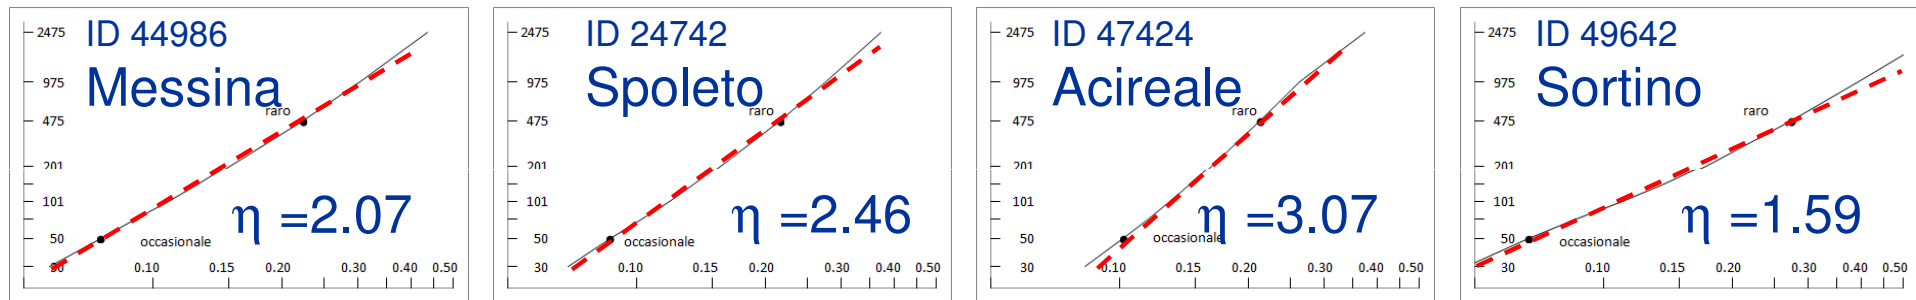 2475
ID 44986
975
Messina
raro
475
201
101
η =2.07
50
occasionale
30
0.10
0.15
0.20
0.30
0.40
0.50
2475
ID 24742
975
Spoleto
raro
475
201
101
η =2.46
50
occasionale
30
0.10
0.15
0.20
0.30
0.40
0.50
2475
ID 47424
975
Acireale
raro
475
201
101
η =3.07
50
occasionale
30
0.10
0.15
0.20
0.30
0.40
0.50
2475
ID 49642
975
Sortino
raro
475
201
101
η =1.59
50
occasionale
30
0.10
0.15
0.20
0.30
0.40
0.50